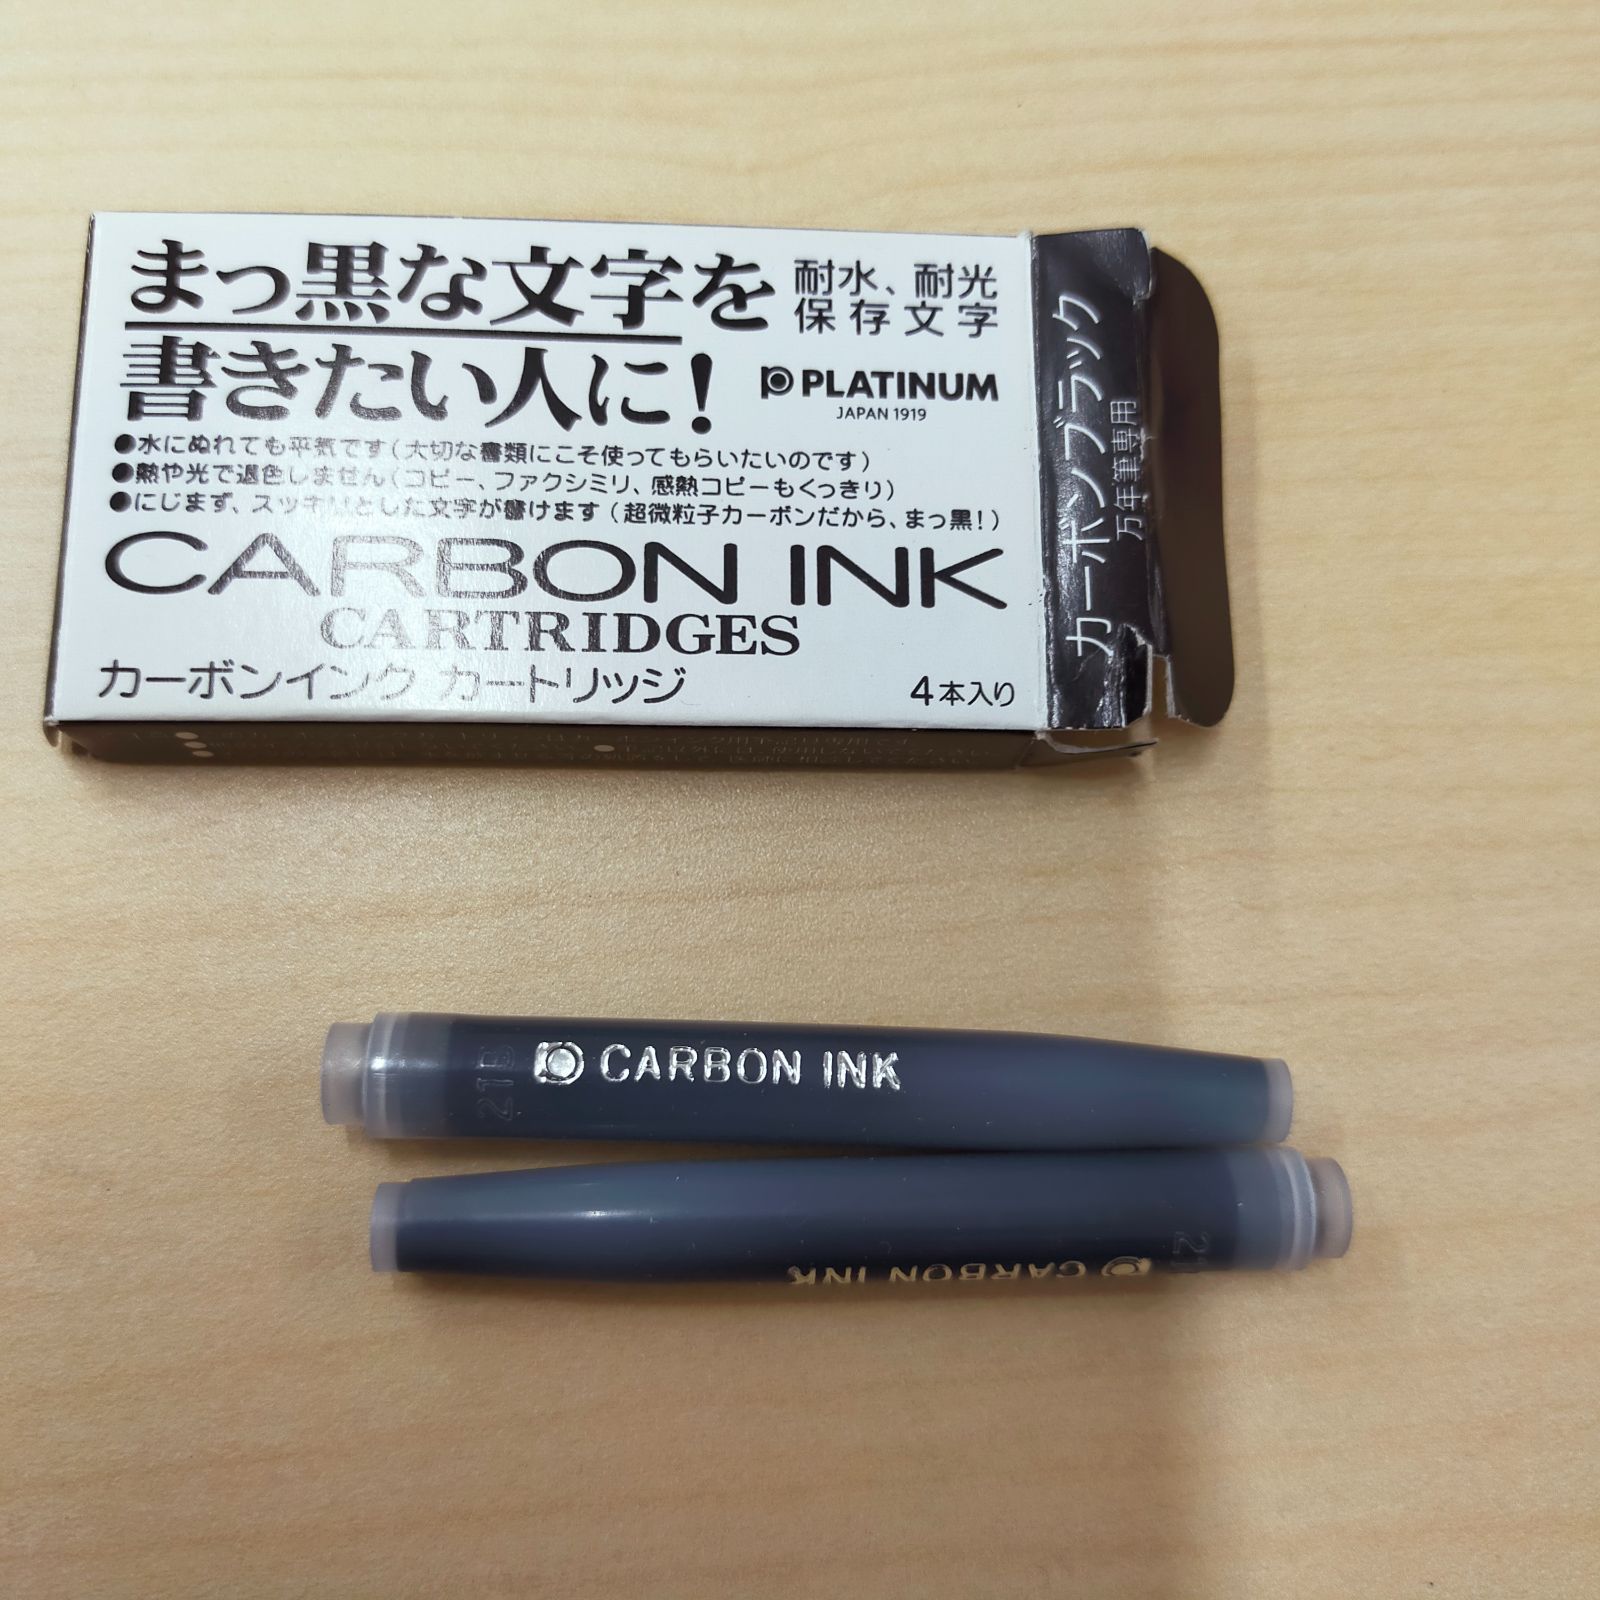 まっ黒な文字を
書きたい人に!
耐水、耐光
保存文字
PLATINUM
JAPAN 1919
●水にぬれても平気です(大切な書類にこそ使ってもらいたいのです)
●熱や光で退色しません(コピー、ファクシミリ、感熱コピーもくっきり)
●にじまず、スッキリとした文字が書けます(超微粒子カーボンだから、まっ黒!)
CARBON INK
CARTRIDGES
カーボンインク カートリッジ
4本入り
カーボンブラック
万年筆専用
CARBON INK
CARBON INK